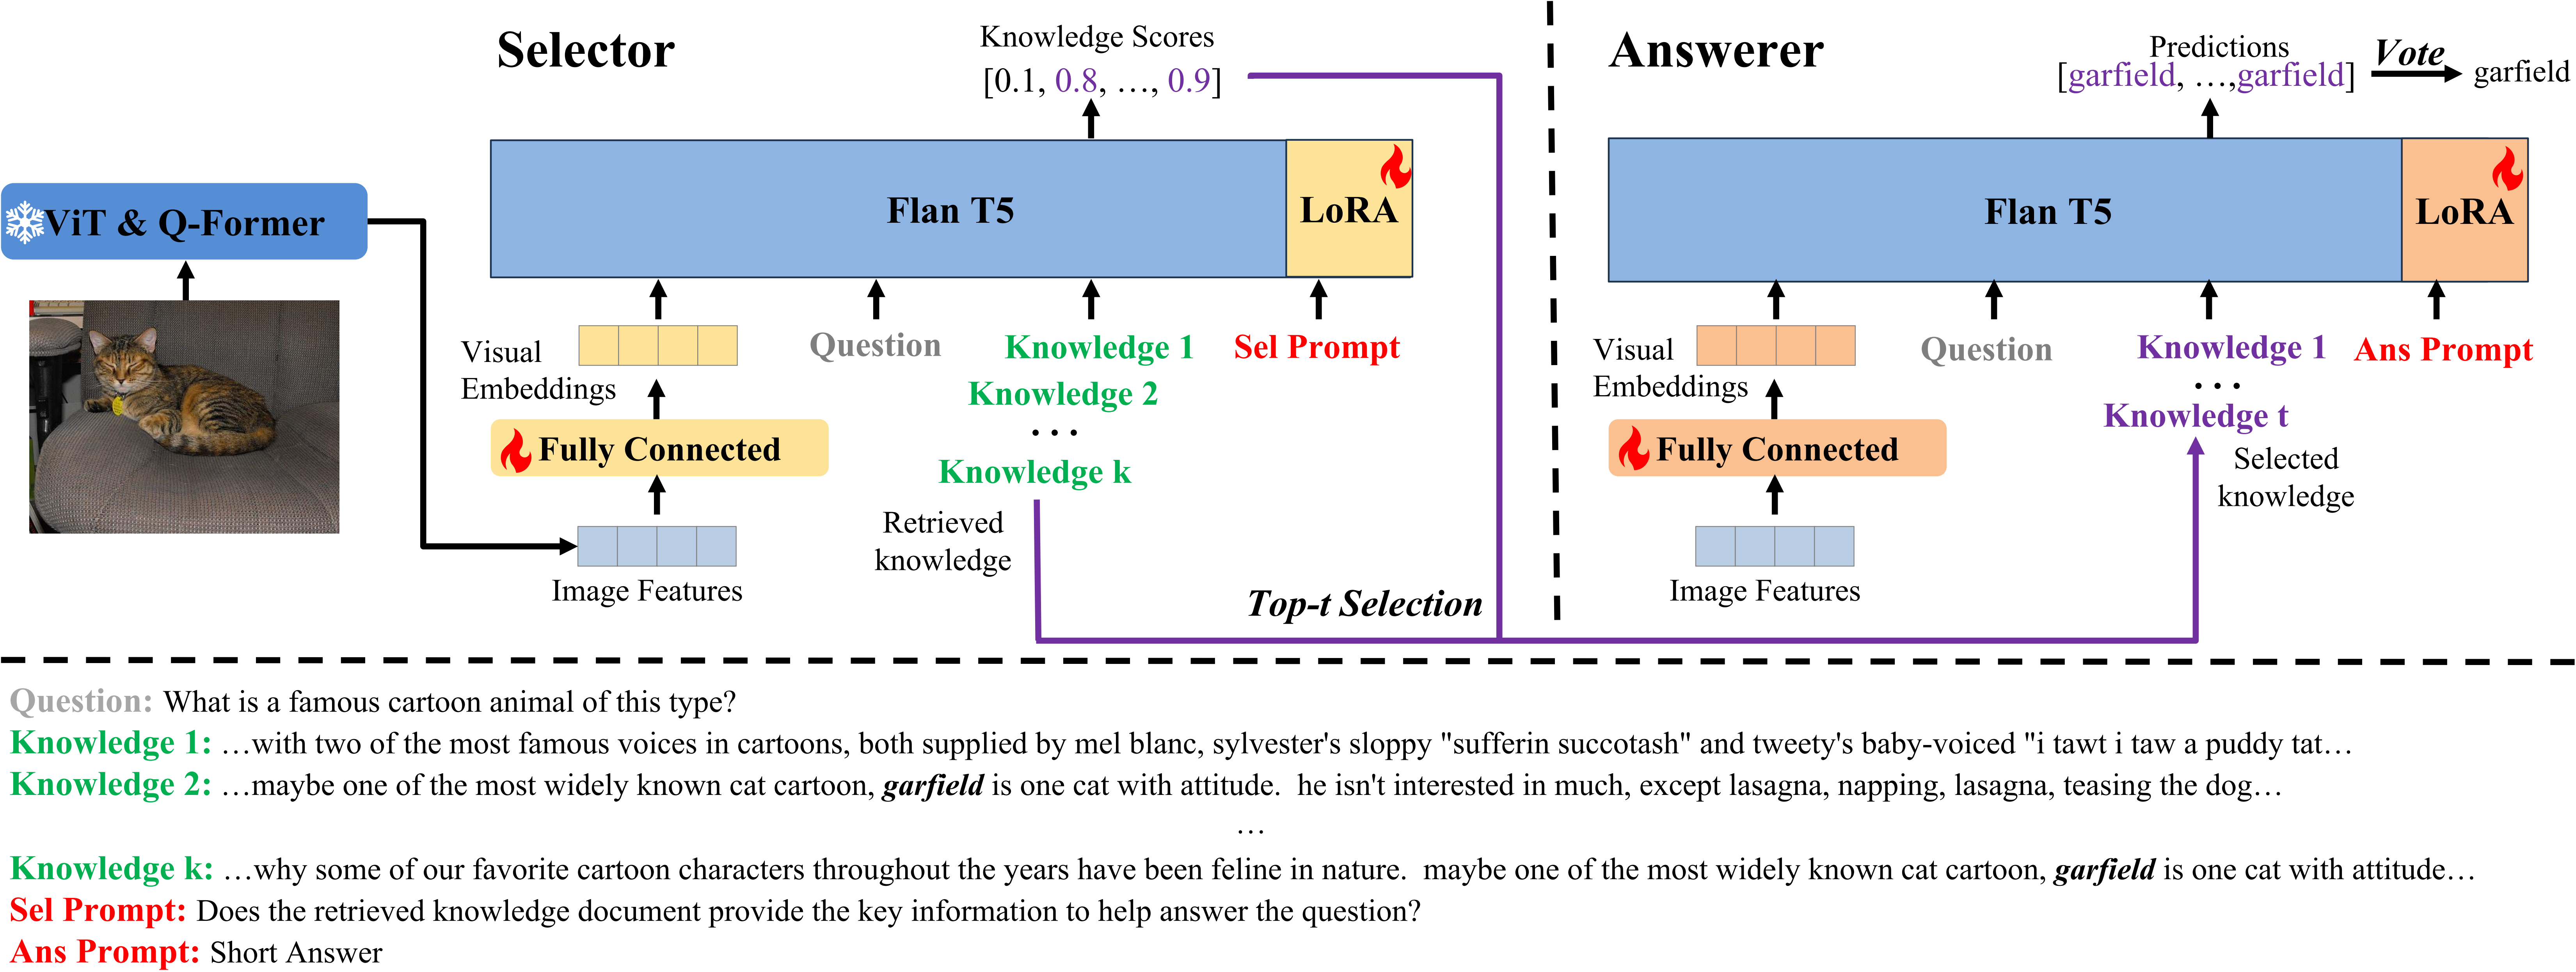 Selector
Knowledge Scores
[0.1, 0.8, …, 0.9]
Flan T5
LoRA
ViT & Q-Former
Visual
Embeddings
Question
Knowledge 1
Knowledge 2
...
Knowledge k
Sel Prompt
Fully Connected
Retrieved
knowledge
Image Features
Top-t Selection
Answerer
Predictions
[garfield, …,garfield]
Vote
garfield
Flan T5
LoRA
Visual
Embeddings
Question
Knowledge 1
...
Knowledge t
Ans Prompt
Fully Connected
Selected
knowledge
Image Features
Question: What is a famous cartoon animal of this type?
Knowledge 1: …with two of the most famous voices in cartoons, both supplied by mel blanc, sylvester's sloppy "sufferin succotash" and tweety's baby-voiced "i tawt i taw a puddy tat…
Knowledge 2: …maybe one of the most widely known cat cartoon, garfield is one cat with attitude.  he isn't interested in much, except lasagna, napping, lasagna, teasing the dog…
…
Knowledge k: …why some of our favorite cartoon characters throughout the years have been feline in nature.  maybe one of the most widely known cat cartoon, garfield is one cat with attitude…
Sel Prompt: Does the retrieved knowledge document provide the key information to help answer the question?
Ans Prompt: Short Answer